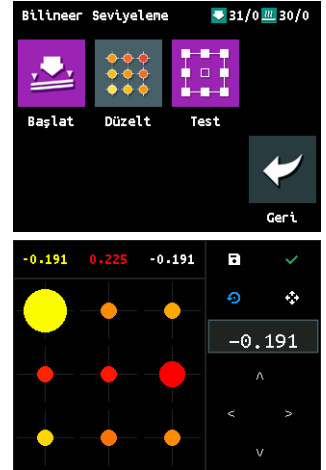 Bilineer Seviyeleme 31/0 30/0
Başlat Düzelt Test
Geri
-0.191 0.225 -0.191
-0.191